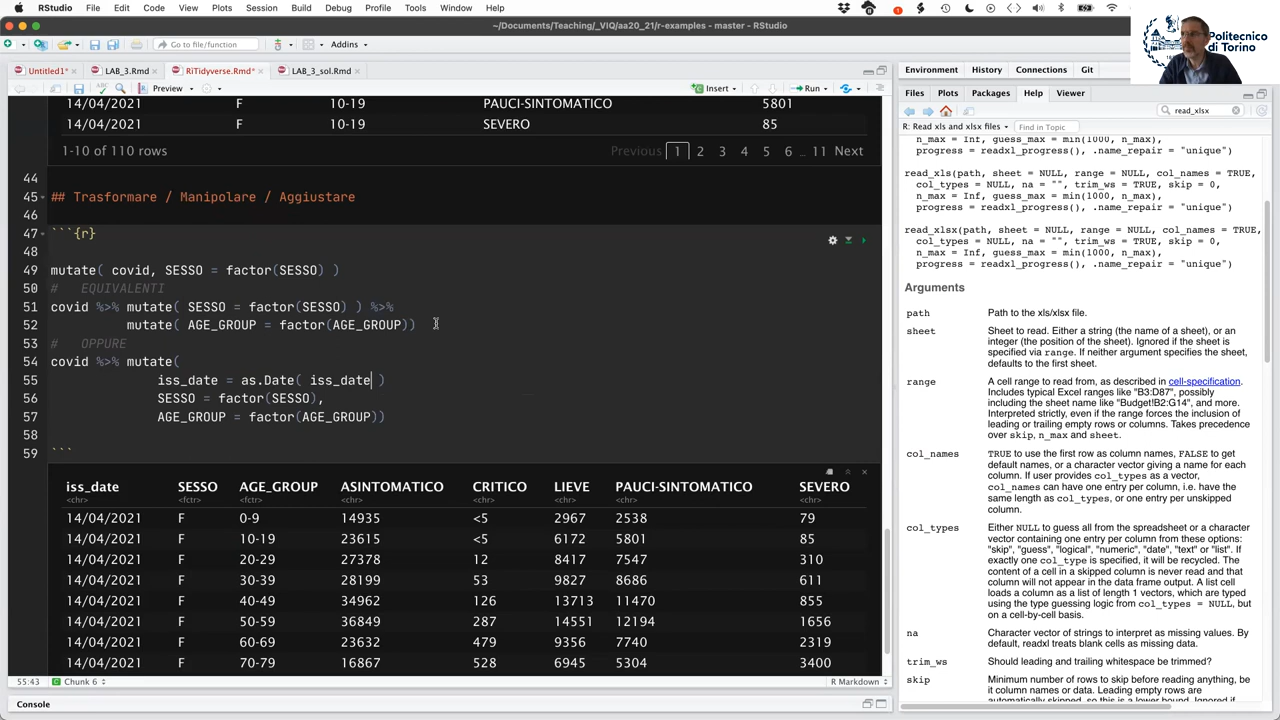 RStudio File Edit Code View Plots Session Build Debug Profile Tools Window Help
~/Documents/Teaching/_VIQ/aa20_21/r-examples - master - RStudio
Go to file/function Addins
Politecnico
di Torino
Untitled1* LAB_3.Rmd RiTidyverse.Rmd* LAB_3_sol.Rmd
Preview Insert Run
14/04/2021 F 10-19 PAUCI-SINTOMATICO 5801
14/04/2021 F 10-19 SEVERO 85
1-10 of 110 rows Previous 1 2 3 4 5 6 ... 11 Next
44
45 ## Trasformare / Manipolare / Aggiustare
46
47 ```{r}
48
49 mutate( covid, SESSO = factor(SESSO) )
50 # EQUIVALENTI
51 covid %>% mutate( SESSO = factor(SESSO) ) %>%
52 mutate( AGE_GROUP = factor(AGE_GROUP))
53 # OPPURE
54 covid %>% mutate(
55 iss_date = as.Date( iss_date )
56 SESSO = factor(SESSO),
57 AGE_GROUP = factor(AGE_GROUP))
58
59 ```
iss_date SESSO AGE_GROUP ASINTOMATICO CRITICO LIEVE PAUCI-SINTOMATICO SEVERO
<chr> <fctr> <fctr> <chr> <chr> <chr> <chr> <chr>
14/04/2021 F 0-9 14935 <5 2967 2538 79
14/04/2021 F 10-19 23615 <5 6172 5801 85
14/04/2021 F 20-29 27378 12 8417 7547 310
14/04/2021 F 30-39 28199 53 9827 8686 611
14/04/2021 F 40-49 34962 126 13713 11470 855
14/04/2021 F 50-59 36849 287 14551 12194 1656
14/04/2021 F 60-69 23632 479 9356 7740 2319
14/04/2021 F 70-79 16867 528 6945 5304 3400
55:43 Chunk 6 R Markdown
Console
Environment History Connections Git
Files Plots Packages Help Viewer
read_xlsx
R: Read xls and xlsx files Find in Topic
n_max = Inf, guess_max = min(1000, n_max),
progress = readxl_progress(), .name_repair = "unique")
read_xls(path, sheet = NULL, range = NULL, col_names = TRUE,
col_types = NULL, na = "", trim_ws = TRUE, skip = 0,
n_max = Inf, guess_max = min(1000, n_max),
progress = readxl_progress(), .name_repair = "unique")
read_xlsx(path, sheet = NULL, range = NULL, col_names = TRUE,
col_types = NULL, na = "", trim_ws = TRUE, skip = 0,
n_max = Inf, guess_max = min(1000, n_max),
progress = readxl_progress(), .name_repair = "unique")
Arguments
path Path to the xls/xlsx file.
sheet Sheet to read. Either a string (the name of a sheet), or an
integer (the position of the sheet). Ignored if the sheet is
specified via range. If neither argument specifies the sheet,
defaults to the first sheet.
range A cell range to read from, as described in cell-specification.
Includes typical Excel ranges like "B3:D87", possibly
including the sheet name like "Budget!B2:G14", and more.
Interpreted strictly, even if the range forces the inclusion of
leading or trailing empty rows or columns. Takes precedence
over skip, n_max and sheet.
col_names TRUE to use the first row as column names, FALSE to get
default names, or a character vector giving a name for each
column. If user provides col_types as a vector,
col_names can have one entry per column, i.e. have
the same length as col_types, or one entry per unskipped
column.
col_types Either NULL to guess all from the spreadsheet or a character
vector containing one entry per column from these options:
"skip", "guess", "logical", "numeric", "date", "text" or "list". If
exactly one col_type is specified, it will be recycled. The
content of a cell in a skipped column is never read and that
column will not appear in the data frame output. A list cell
loads a column as a list of length 1 vectors, which are typed
using the type guessing logic from col_types = NULL, but
on a cell-by-cell basis.
na Character vector of strings to interpret as missing values. By
default, readxl treats blank cells as missing data.
trim_ws Should leading and trailing whitespace be trimmed?
skip Minimum number of rows to skip before reading anything, be
it column names or data. Leading empty rows are
automatically skipped, so this is a lower bound. Ignored if